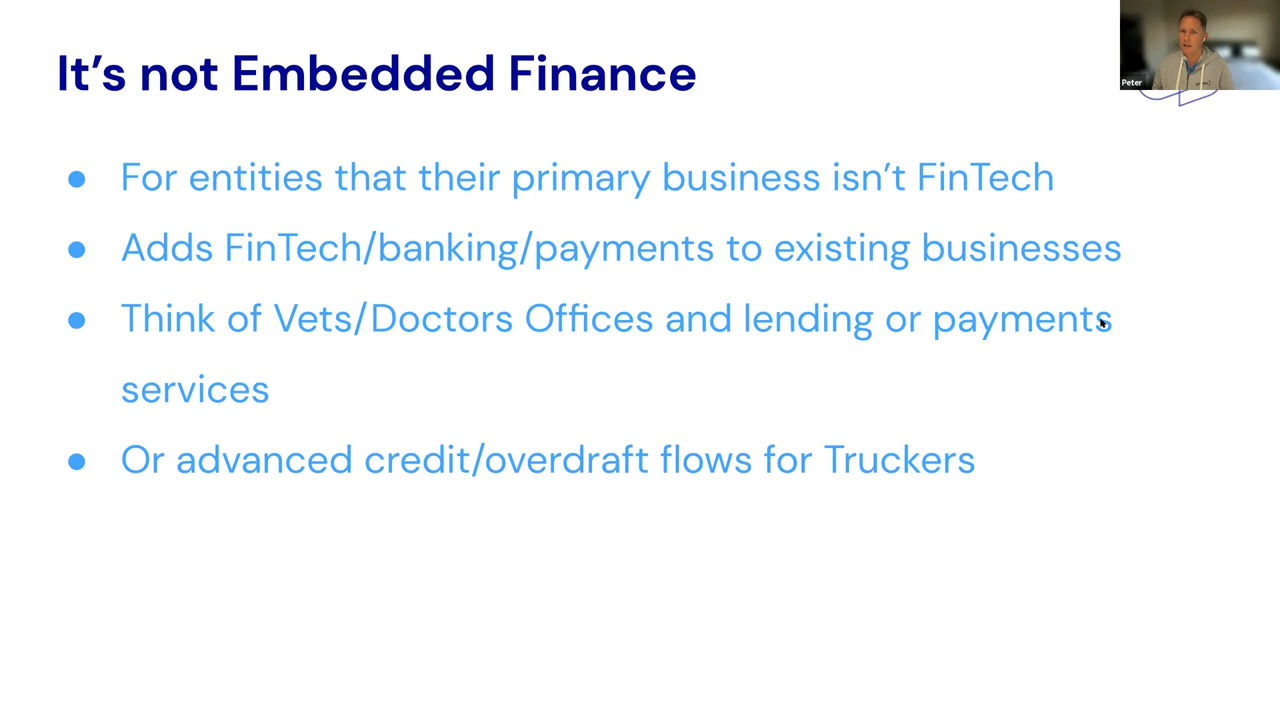 It's not Embedded Finance
Peter
● For entities that their primary business isn't FinTech
● Adds FinTech/banking/payments to existing businesses
● Think of Vets/Doctors Offices and lending or payments
services
● Or advanced credit/overdraft flows for Truckers